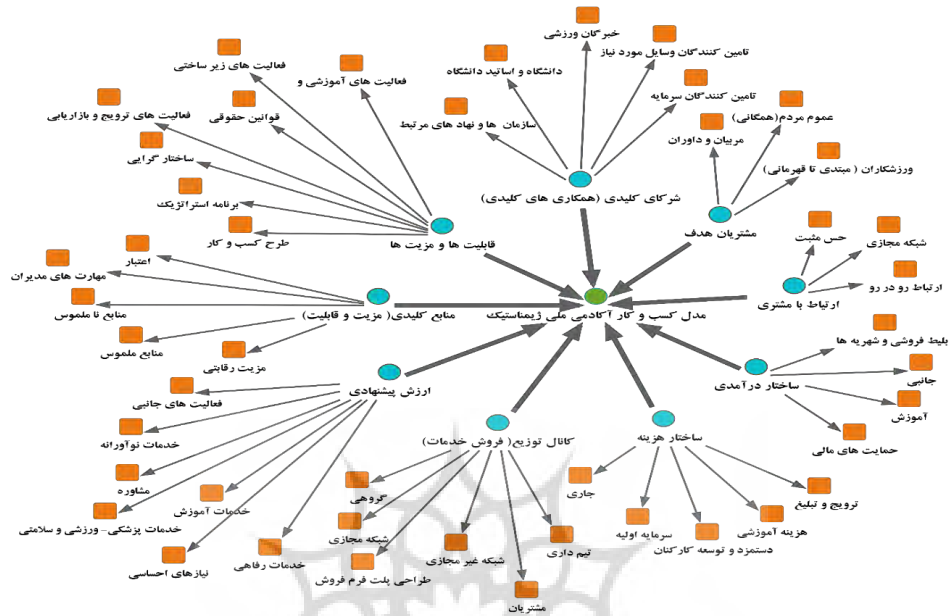 خبرگان ورزشی
تامین کنندگان وسایل مورد نیاز
دانشگاه و اساتید دانشگاه
تامین کنندگان سرمایه
سازمان ها و نهاد های مرتبط
شرکای کلیدی (همکاری های کلیدی)
عموم مردم(همگانی)
مربیان و داوران
ورزشکاران ( مبتدی تا قهرمانی)
مشتریان هدف
فعالیت های زیر ساختی
فعالیت های آموزشی و
قوانین حقوقی
فعالیت های ترویج و بازاریابی
ساختار گرایی
برنامه استراتژیک
طرح کسب و کار
قابلیت ها و مزیت ها
حس مثبت
شبکه مجازی
ارتباط رو در رو
ارتباط با مشتری
اعتبار
مهارت های مدیران
منابع نا ملموس
منابع ملموس
مزیت رقابتی
منابع کلیدی( مزیت و قابلیت)
مدل کسب و کار آکادمی ملی ژیمناستیک
بلیط فروشی و شهریه ها
جانبی
آموزش
حمایت های مالی
ساختار درآمدی
ارزش پیشنهادی
فعالیت های جانبی
خدمات نوآورانه
مشاوره
خدمات آموزش
خدمات پزشکی- ورزشی و سلامتی
خدمات رفاهی
نیازهای احساسی
کانال توزیع( فروش خدمات)
گروهی
شبکه مجازی
طراحی پلت فرم فروش
شبکه غیر مجازی
مشتریان
تیم داری
ساختار هزینه
جاری
سرمایه اولیه
دستمزد و توسعه کارکنان
هزینه آموزشی
ترویج و تبلیغ